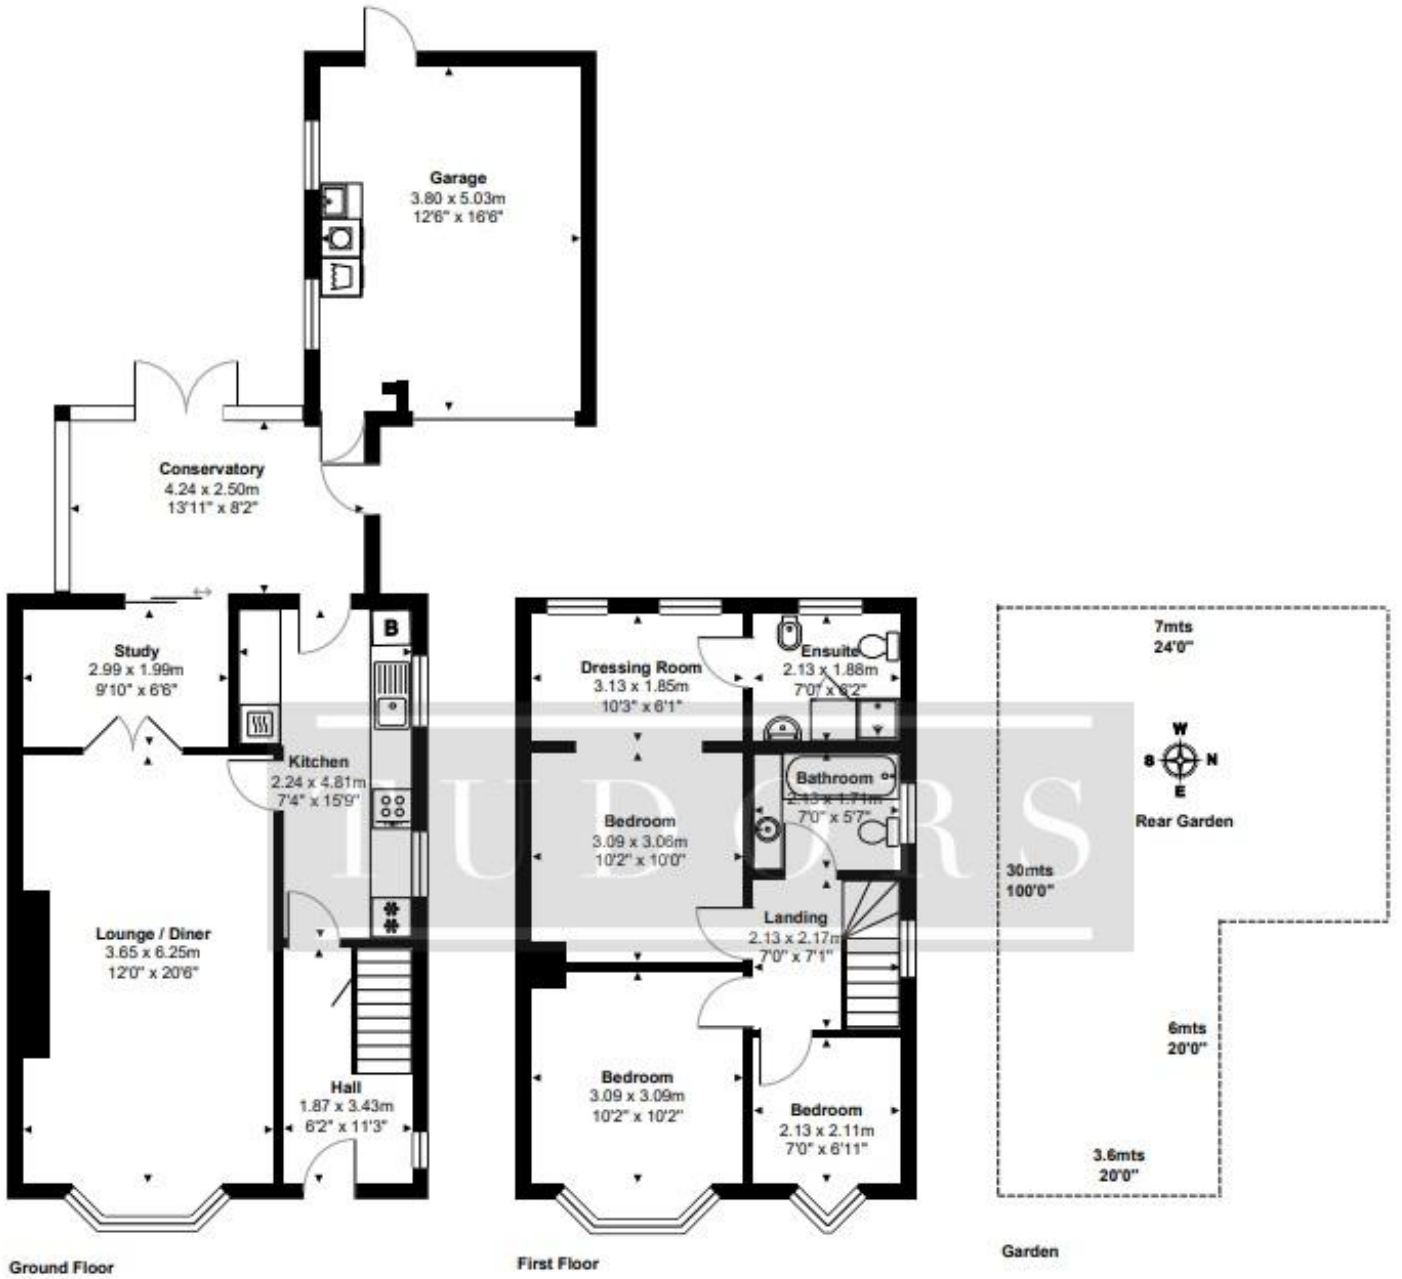 Garage
3.80 x 5.03m
12'6" x 16'6"
Conservatory
4.24 x 2.50m
13'11" x 8'2"
Study
2.99 x 1.99m
9'10" x 6'6"
B
Kitchen
2.24 x 4.81m
7'4" x 15'9"
Lounge / Diner
3.65 x 6.25m
12'0" x 20'6"
Hall
1.87 x 3.43m
6'2" x 11'3"
Ground Floor
Dressing Room
3.13 x 1.85m
10'3" x 6'1"
Ensuite
2.13 x 1.88m
7'0" x 6'2"
Bathroom
2.13 x 1.71m
7'0" x 5'7"
Bedroom
3.09 x 3.06m
10'2" x 10'0"
Landing
2.13 x 2.17m
7'0" x 7'1"
Bedroom
3.09 x 3.09m
10'2" x 10'2"
Bedroom
2.13 x 2.11m
7'0" x 6'11"
First Floor
7mts
24'0"
W
S N
E
Rear Garden
30mts
100'0"
6mts
20'0"
3.6mts
20'0"
Garden
TUDORS